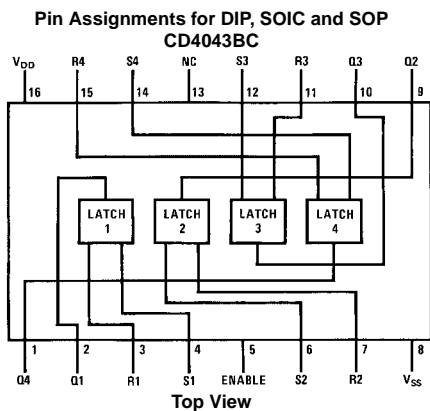 Pin Assignments for DIP, SOIC and SOP
CD4043BC
VDD R4 S4 NC S3 R3 Q3 Q2
16 15 14 13 12 11 10 9
LATCH 1 LATCH 2 LATCH 3 LATCH 4
1 2 3 4 5 6 7 8
Q4 Q1 R1 S1 ENABLE S2 R2 VSS
Top View